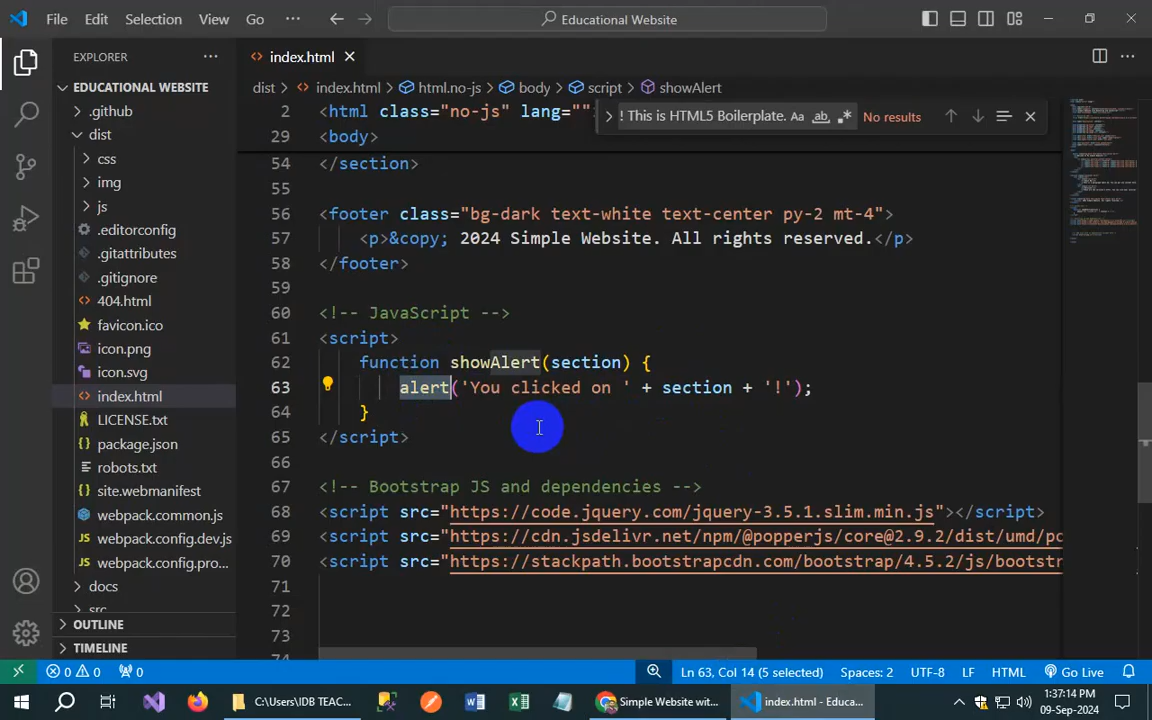 File Edit Selection View Go ··· Educational Website
EXPLORER ···
EDUCATIONAL WEBSITE
.github
dist
css
img
js
.editorconfig
.gitattributes
.gitignore
404.html
favicon.ico
icon.png
icon.svg
index.html
LICENSE.txt
package.json
robots.txt
site.webmanifest
webpack.common.js
webpack.config.dev.js
webpack.config.pro...
docs
src
OUTLINE
TIMELINE
index.html
dist > index.html > html.no-js > body > script > showAlert
! This is HTML5 Boilerplate. Aa ab .* No results
2 <html class="no-js" lang="">
29 <body>
54 </section>
55
56 <footer class="bg-dark text-white text-center py-2 mt-4">
57 <p>&copy; 2024 Simple Website. All rights reserved.</p>
58 </footer>
59
60 <!-- JavaScript -->
61 <script>
62 function showAlert(section) {
63 alert('You clicked on ' + section + '!');
64 }
65 </script>
66
67 <!-- Bootstrap JS and dependencies -->
68 <script src="https://code.jquery.com/jquery-3.5.1.slim.min.js"></script>
69 <script src="https://cdn.jsdelivr.net/npm/@popperjs/core@2.9.2/dist/umd/po
70 <script src="https://stackpath.bootstrapcdn.com/bootstrap/4.5.2/js/bootstr
71
72
73
74
0 0 0 Ln 63, Col 14 (5 selected) Spaces: 2 UTF-8 LF HTML Go Live
C:\Users\IDB TEAC... Simple Website wit... index.html - Educa... 1:37:14 PM
09-Sep-2024